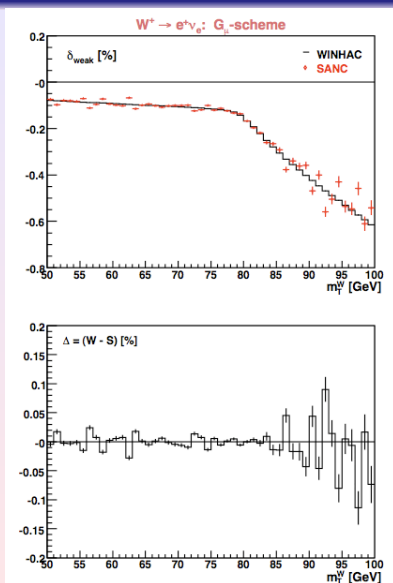 W⁺ → e⁺νₑ: Gμ-scheme
0.2
δweak [%]
WINHAC
SANC
-0
-0.2
-0.4
-0.6
-0.8
50 55 60 65 70 75 80 85 90 95 100
mᵀᵂ [GeV]
0.2
Δ = (W - S) [%]
0.15
0.1
0.05
-0
-0.05
-0.1
-0.15
-0.2
50 55 60 65 70 75 80 85 90 95 100
mᵀᵂ [GeV]